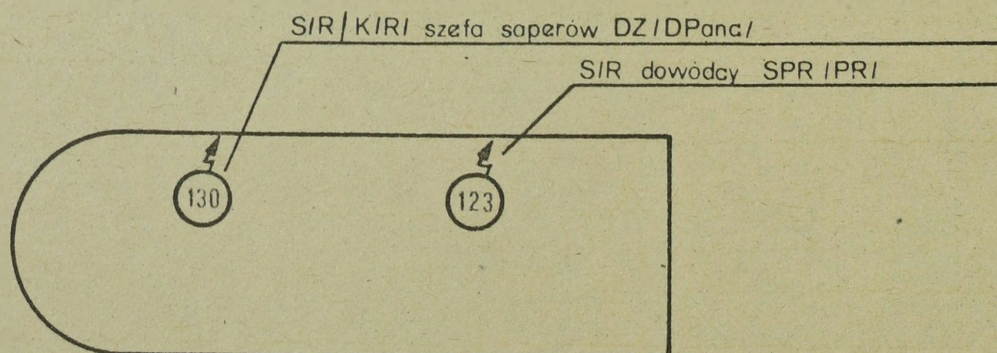 S/R/K/R/ szefa saperów DZ/DPanc/
S/R dowódcy SPR /PR/
130
123